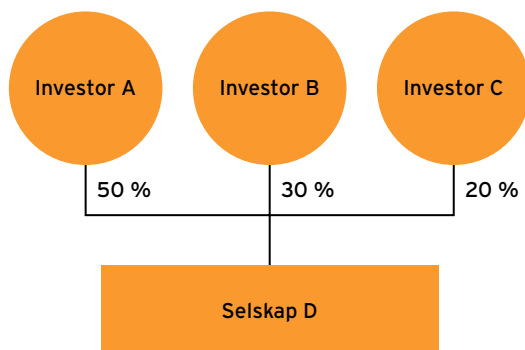 Investor A
Investor B
Investor C
50 %
30 %
20 %
Selskap D